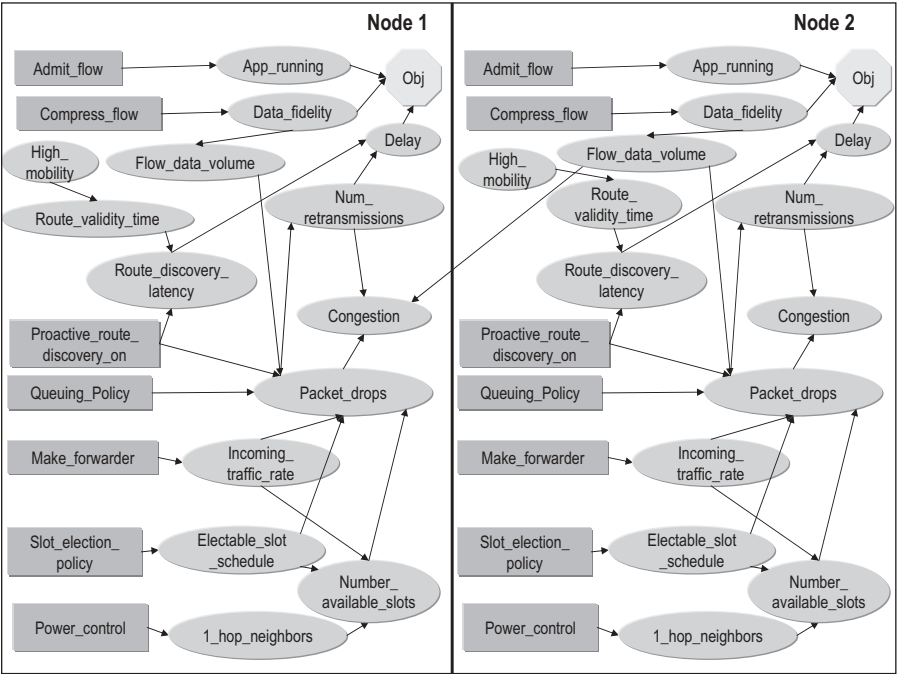 Node 1
Admit_flow
App_running
Obj
Compress_flow
Data_fidelity
Delay
High_
mobility
Flow_data_volume
Num_
retransmissions
Route_validity_time
Route_discovery_
latency
Congestion
Proactive_route_
discovery_on
Queuing_Policy
Packet_drops
Make_forwarder
Incoming_
traffic_rate
Slot_election_
policy
Electable_slot
_schedule
Number_
available_slots
Power_control
1_hop_neighbors
Node 2
Admit_flow
App_running
Obj
Compress_flow
Data_fidelity
Delay
Flow_data_volume
High_
mobility
Route_
validity_time
Num_
retransmissions
Route_discovery_
latency
Congestion
Proactive_route_
discovery_on
Queuing_Policy
Packet_drops
Make_forwarder
Incoming_
traffic_rate
Slot_election_
policy
Electable_slot
_schedule
Number_
available_slots
Power_control
1_hop_neighbors